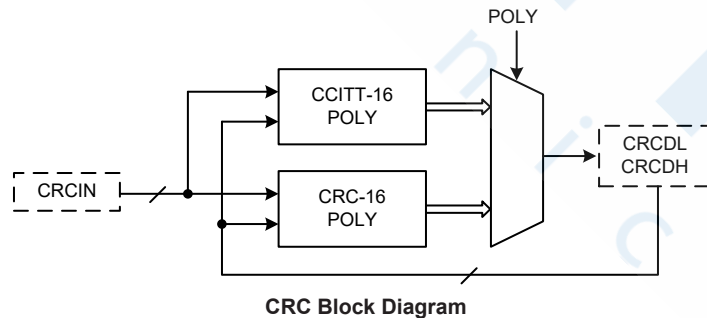 POLY
CCITT-16
POLY
CRCDL
CRCDH
CRCIN
CRC-16
POLY
CRC Block Diagram